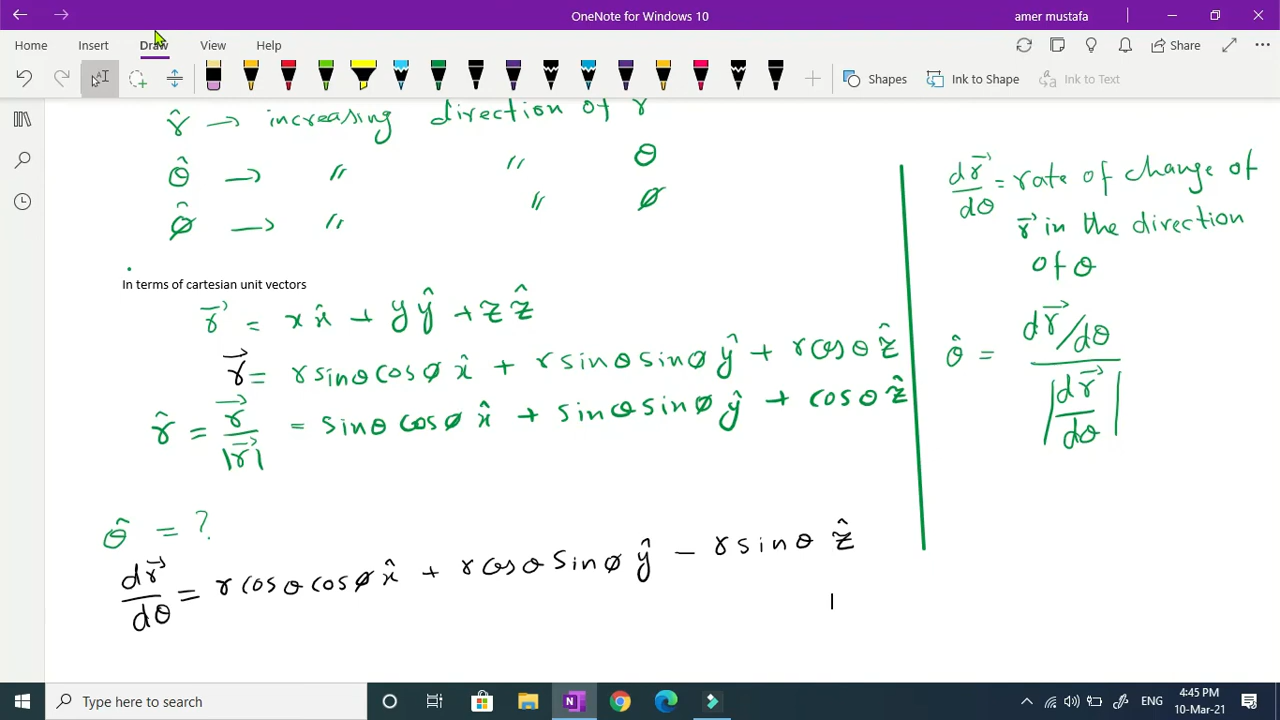 OneNote for Windows 10
amer mustafa
Home Insert Draw View Help
Share
Shapes
Ink to Shape
Ink to Text
r̂ → increasing direction of r
θ̂ → " " θ
φ̂ → " " φ
In terms of cartesian unit vectors
r⃗ = x x̂ + y ŷ + z ẑ
r⃗ = r sinθ cosφ x̂ + r sinθ sinφ ŷ + r cosθ ẑ
r̂ = r⃗/|r⃗| = sinθ cosφ x̂ + sinθ sinφ ŷ + cosθ ẑ
θ̂ = ?
dr⃗/dθ = r cosθ cosφ x̂ + r cosθ sinφ ŷ − r sinθ ẑ
dr⃗/dθ = rate of change of
r⃗ in the direction
of θ
θ̂ = (dr⃗/dθ)/|dr⃗/dθ|
Type here to search
ENG
4:45 PM
10-Mar-21